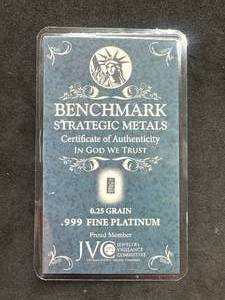 BENCHMARK
STRATEGIC METALS
Certificate of Authenticity
IN GOD WE TRUST
0.25 GRAIN
.999 FINE PLATINUM
Proud Member
JVC
JEWELERS
VIGILANCE
COMMITTEE